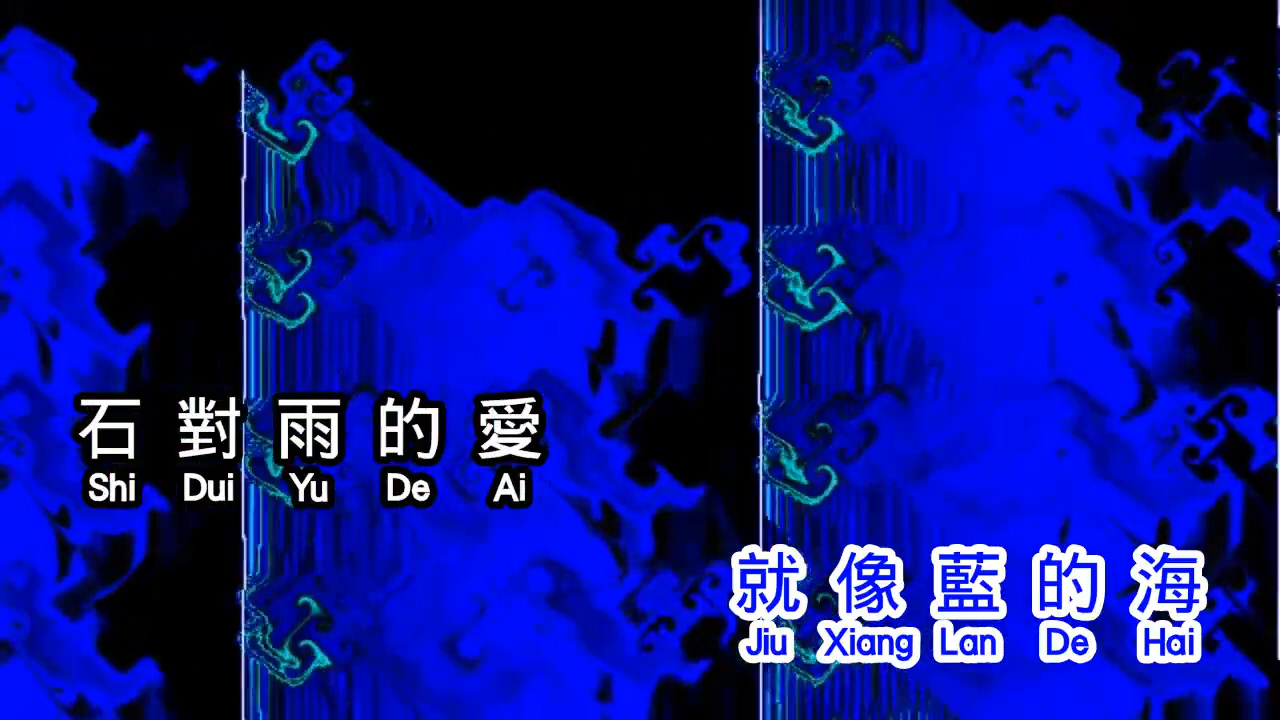 石 對 雨 的 愛
Shi Dui Yu De Ai
就 像 藍 的 海
Jiu Xiang Lan De Hai